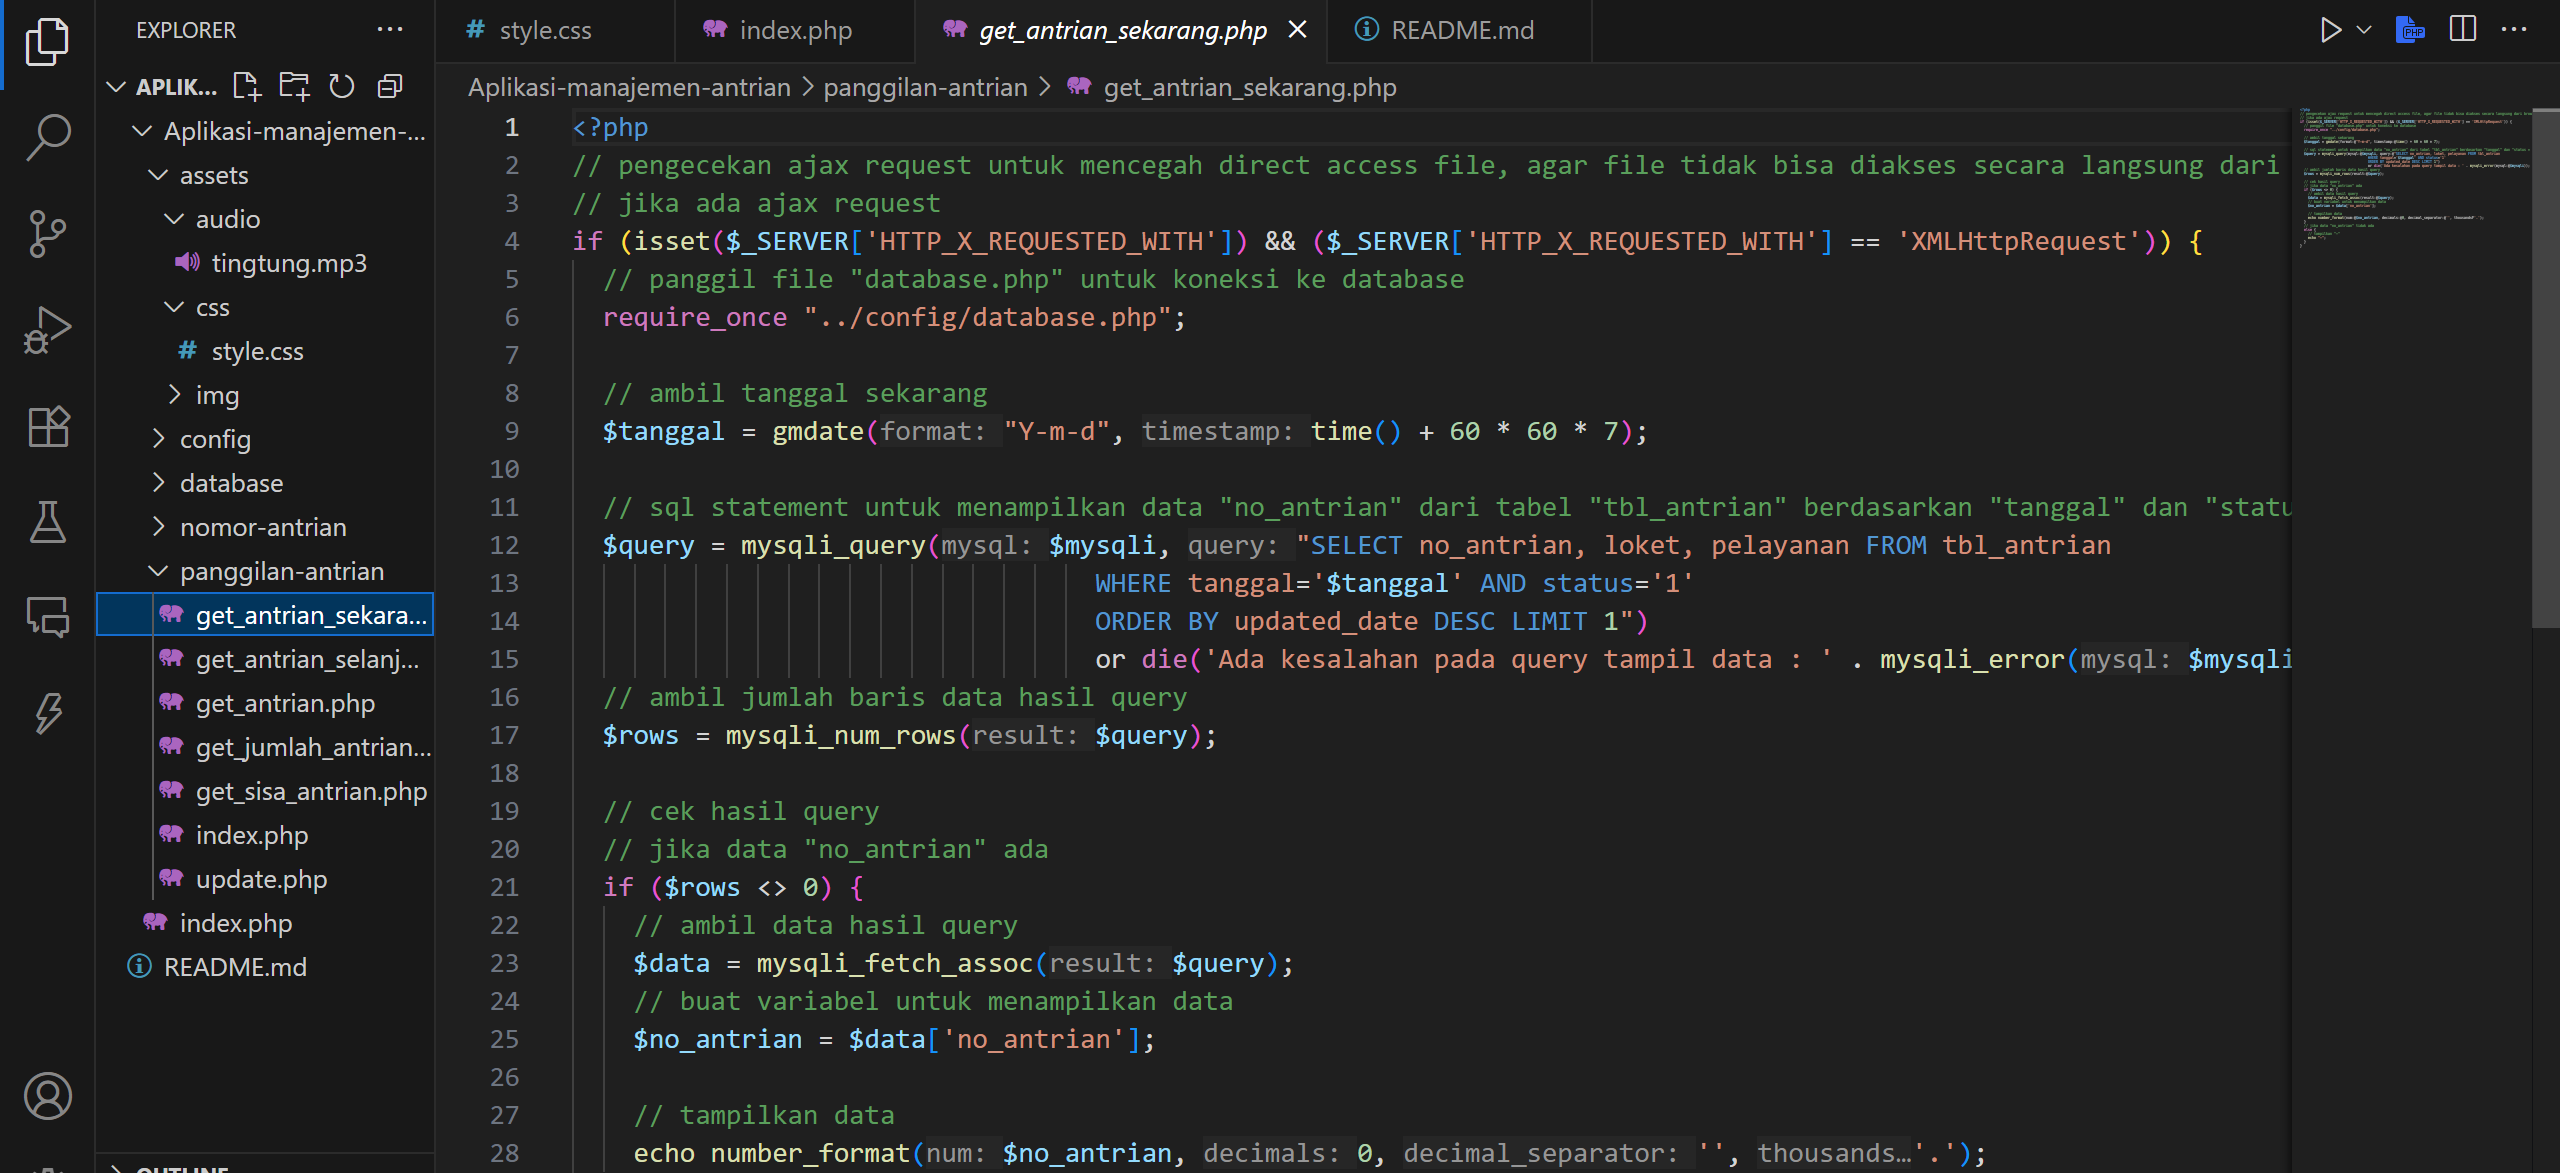 EXPLORER
APLIK...
Aplikasi-manajemen-...
assets
audio
tingtung.mp3
css
# style.css
img
config
database
nomor-antrian
panggilan-antrian
get_antrian_sekara...
get_antrian_selanj...
get_antrian.php
get_jumlah_antrian...
get_sisa_antrian.php
index.php
update.php
index.php
README.md
OUTLINE
# style.css
index.php
get_antrian_sekarang.php
README.md
PHP
Aplikasi-manajemen-antrian > panggilan-antrian > get_antrian_sekarang.php
1 <?php
2 // pengecekan ajax request untuk mencegah direct access file, agar file tidak bisa diakses secara langsung dari
3 // jika ada ajax request
4 if (isset($_SERVER['HTTP_X_REQUESTED_WITH']) && ($_SERVER['HTTP_X_REQUESTED_WITH'] == 'XMLHttpRequest')) {
5 // panggil file "database.php" untuk koneksi ke database
6 require_once "../config/database.php";
7
8 // ambil tanggal sekarang
9 $tanggal = gmdate(format: "Y-m-d", timestamp: time() + 60 * 60 * 7);
10
11 // sql statement untuk menampilkan data "no_antrian" dari tabel "tbl_antrian" berdasarkan "tanggal" dan "statu
12 $query = mysqli_query(mysql: $mysqli, query: "SELECT no_antrian, loket, pelayanan FROM tbl_antrian
13 WHERE tanggal='$tanggal' AND status='1'
14 ORDER BY updated_date DESC LIMIT 1")
15 or die('Ada kesalahan pada query tampil data : ' . mysqli_error(mysql: $mysqli
16 // ambil jumlah baris data hasil query
17 $rows = mysqli_num_rows(result: $query);
18
19 // cek hasil query
20 // jika data "no_antrian" ada
21 if ($rows <> 0) {
22 // ambil data hasil query
23 $data = mysqli_fetch_assoc(result: $query);
24 // buat variabel untuk menampilkan data
25 $no_antrian = $data['no_antrian'];
26
27 // tampilkan data
28 echo number_format(num: $no_antrian, decimals: 0, decimal_separator: '', thousands…'.');